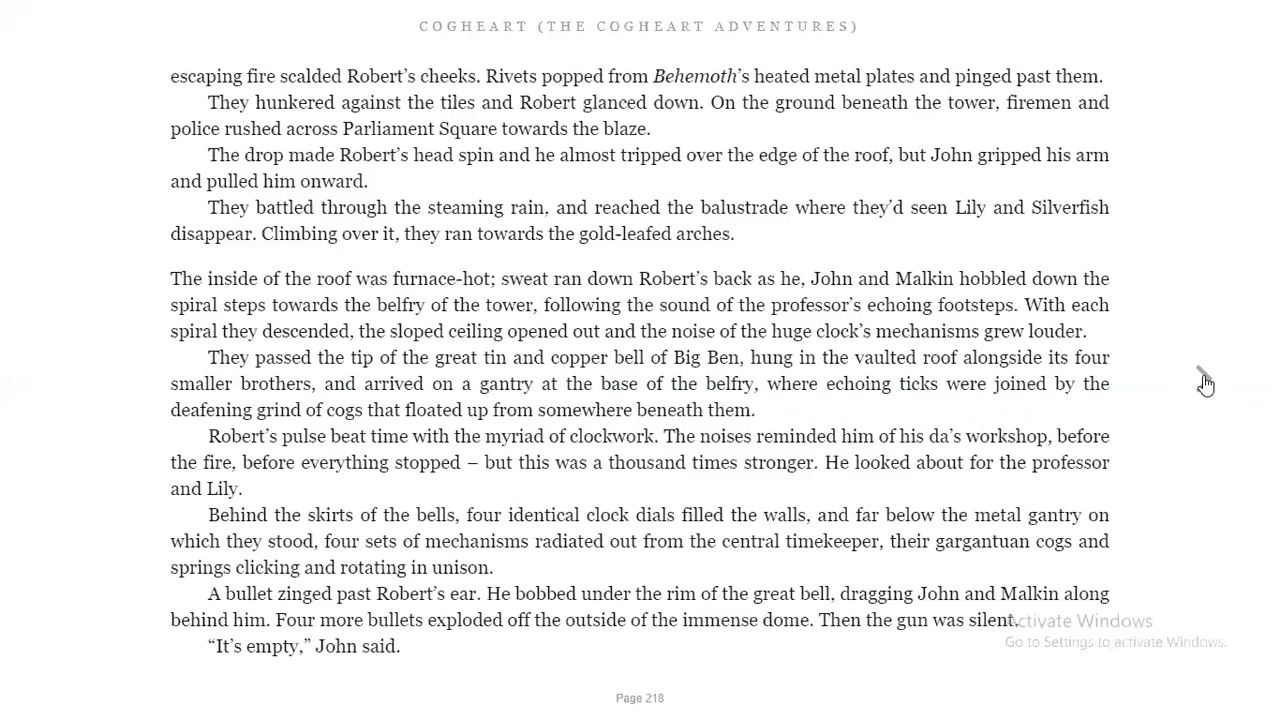 COGHEART (THE COGHEART ADVENTURES)
escaping fire scalded Robert’s cheeks. Rivets popped from Behemoth’s heated metal plates and pinged past them.
They hunkered against the tiles and Robert glanced down. On the ground beneath the tower, firemen and
police rushed across Parliament Square towards the blaze.
The drop made Robert’s head spin and he almost tripped over the edge of the roof, but John gripped his arm
and pulled him onward.
They battled through the steaming rain, and reached the balustrade where they’d seen Lily and Silverfish
disappear. Climbing over it, they ran towards the gold-leafed arches.
The inside of the roof was furnace-hot; sweat ran down Robert’s back as he, John and Malkin hobbled down the
spiral steps towards the belfry of the tower, following the sound of the professor’s echoing footsteps. With each
spiral they descended, the sloped ceiling opened out and the noise of the huge clock’s mechanisms grew louder.
They passed the tip of the great tin and copper bell of Big Ben, hung in the vaulted roof alongside its four
smaller brothers, and arrived on a gantry at the base of the belfry, where echoing ticks were joined by the
deafening grind of cogs that floated up from somewhere beneath them.
Robert’s pulse beat time with the myriad of clockwork. The noises reminded him of his da’s workshop, before
the fire, before everything stopped – but this was a thousand times stronger. He looked about for the professor
and Lily.
Behind the skirts of the bells, four identical clock dials filled the walls, and far below the metal gantry on
which they stood, four sets of mechanisms radiated out from the central timekeeper, their gargantuan cogs and
springs clicking and rotating in unison.
A bullet zinged past Robert’s ear. He bobbed under the rim of the great bell, dragging John and Malkin along
behind him. Four more bullets exploded off the outside of the immense dome. Then the gun was silent.
“It’s empty,” John said.
Activate Windows
Go to Settings to activate Windows.
Page 218